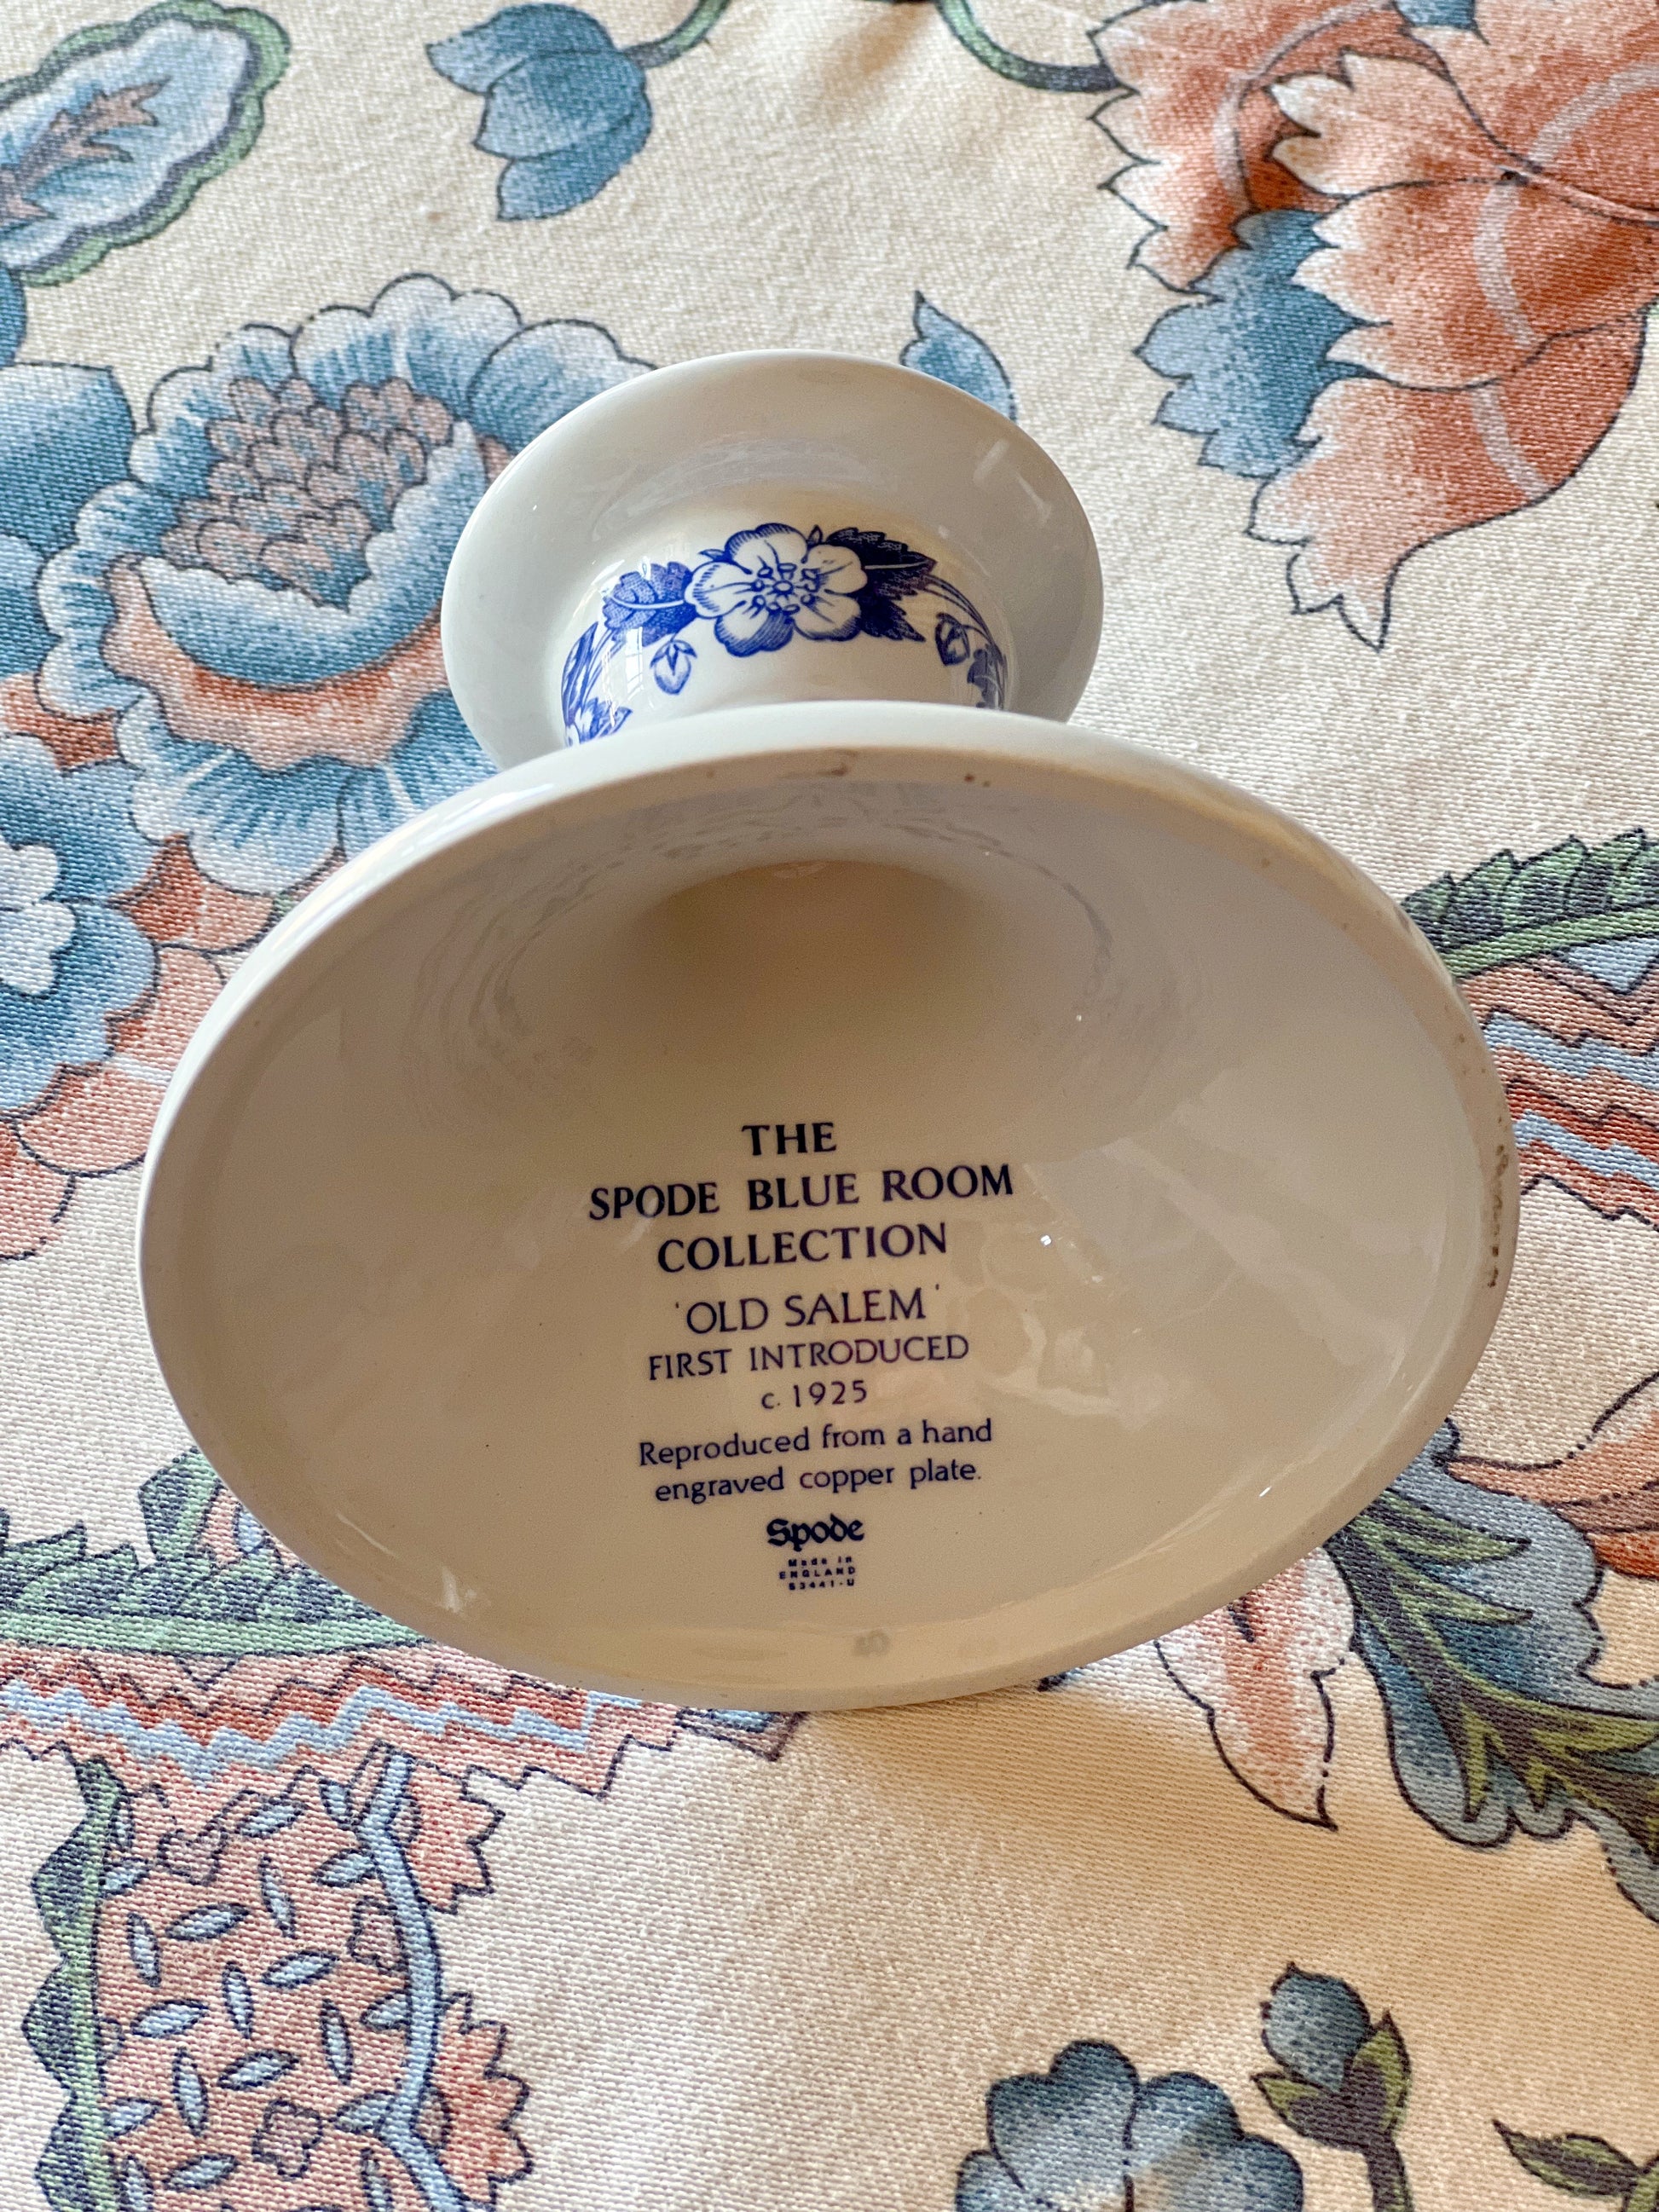 THE
SPODE BLUE ROOM
COLLECTION
'OLD SALEM'
FIRST INTRODUCED
c. 1925
Reproduced from a hand
engraved copper plate.
Spode
Made in
ENGLAND
S3441-U